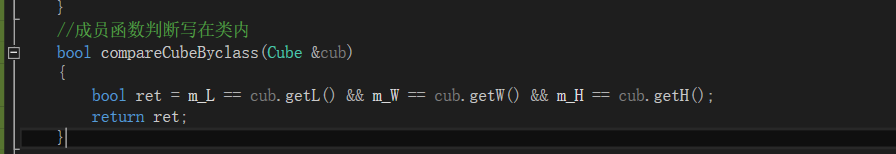 }
//成员函数判断写在类内
bool compareCubeByclass(Cube &cub)
{
bool ret = m_L == cub.getL() && m_W == cub.getW() && m_H == cub.getH();
return ret;
}